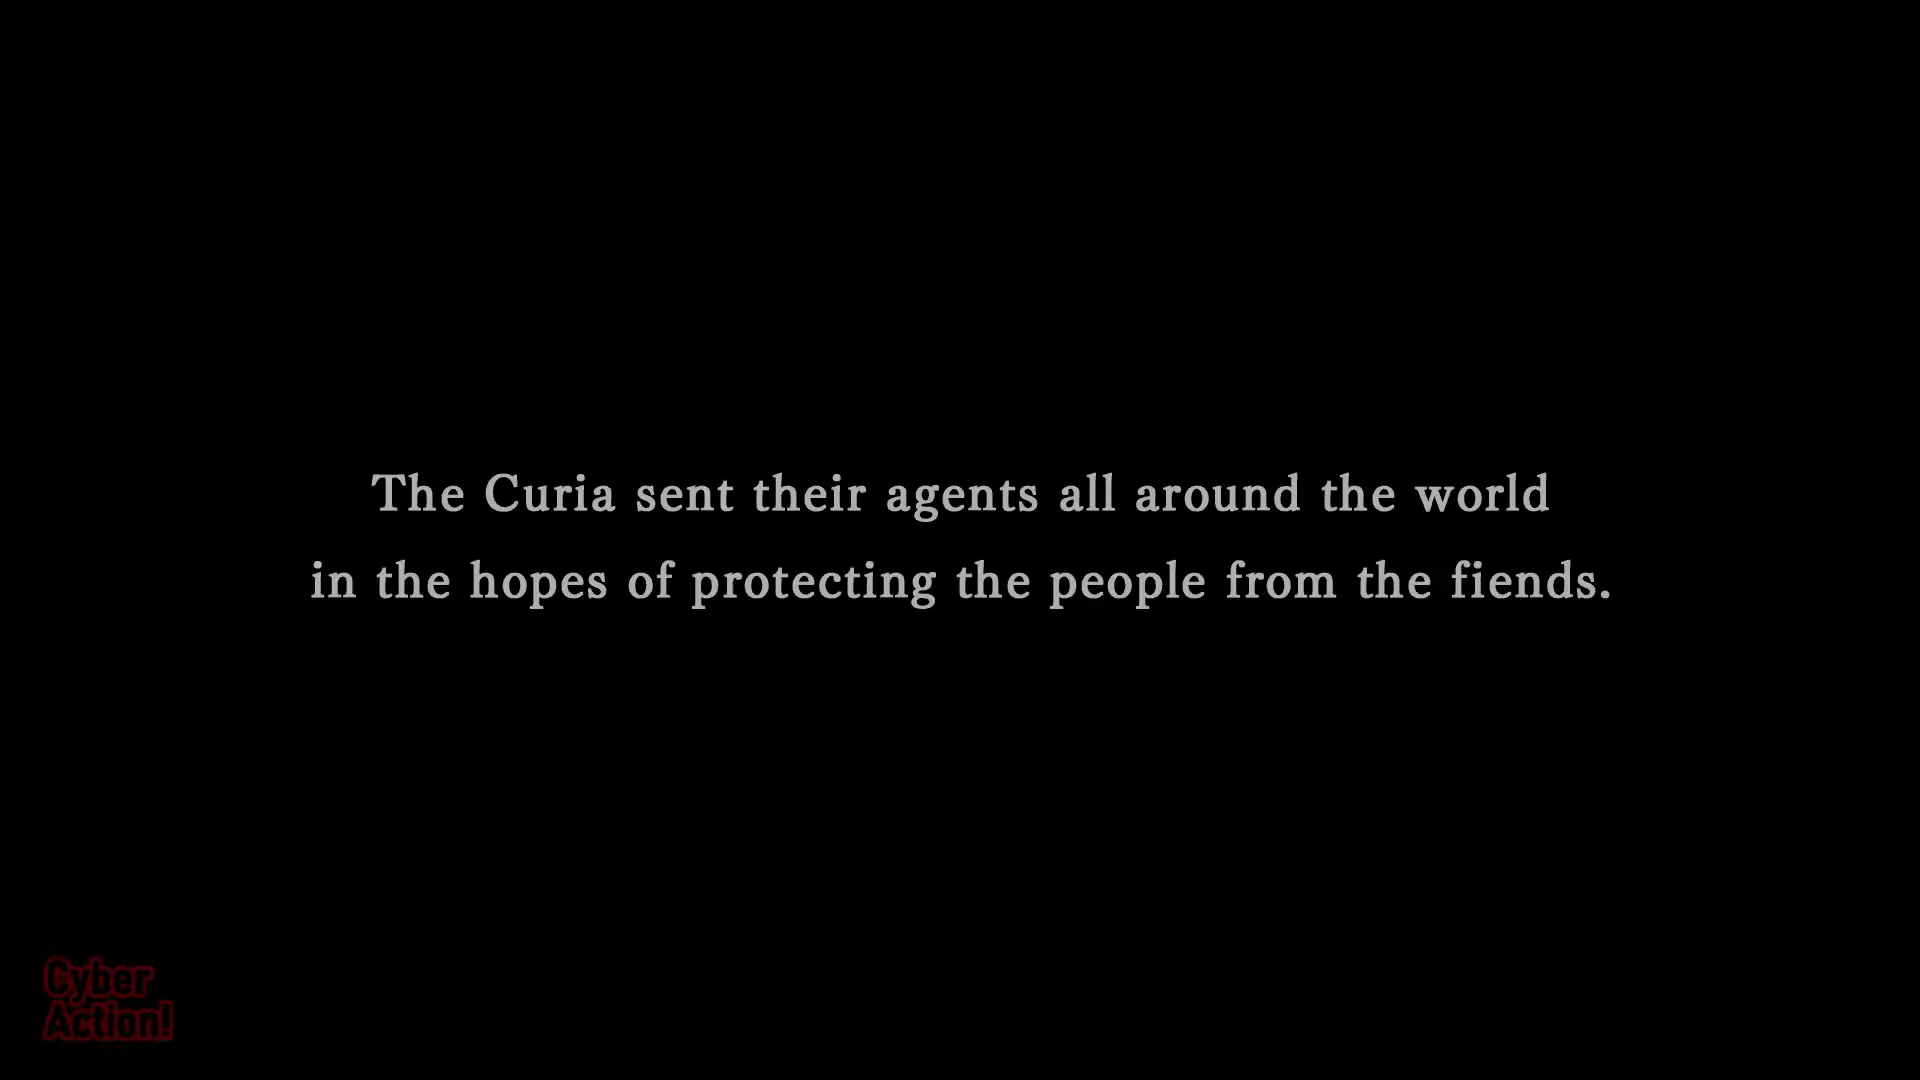 The Curia sent their agents all around the world
in the hopes of protecting the people from the fiends.
Cyber
Action!